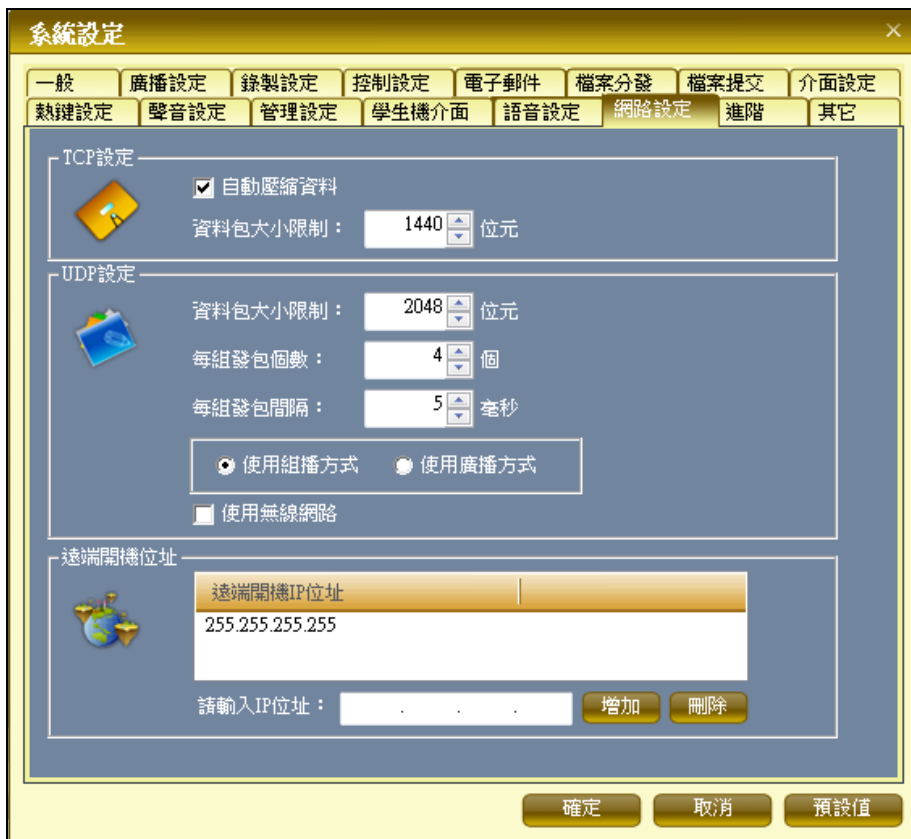 系統設定
一般 廣播設定 錄製設定 控制設定 電子郵件 檔案分發 檔案提交 介面設定
熱鍵設定 聲音設定 管理設定 學生機介面 語音設定 網路設定 進階 其它
TCP設定
自動壓縮資料
資料包大小限制： 1440 位元
UDP設定
資料包大小限制： 2048 位元
每組發包個數： 4 個
每組發包間隔： 5 毫秒
使用組播方式 使用廣播方式
使用無線網路
遠端開機位址
遠端開機IP位址
255.255.255.255
請輸入IP位址： . . . 增加 刪除
確定 取消 預設值